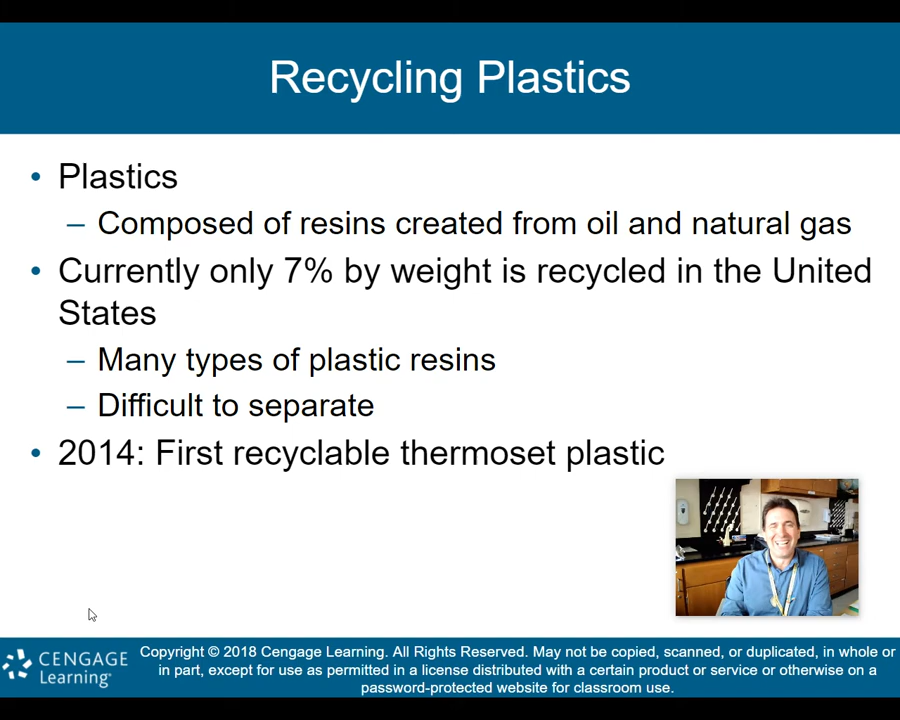 Recycling Plastics
• Plastics
– Composed of resins created from oil and natural gas
• Currently only 7% by weight is recycled in the United
States
– Many types of plastic resins
– Difficult to separate
• 2014: First recyclable thermoset plastic
CENGAGE
Learning™
Copyright © 2018 Cengage Learning. All Rights Reserved. May not be copied, scanned, or duplicated, in whole or
in part, except for use as permitted in a license distributed with a certain product or service or otherwise on a
password-protected website for classroom use.